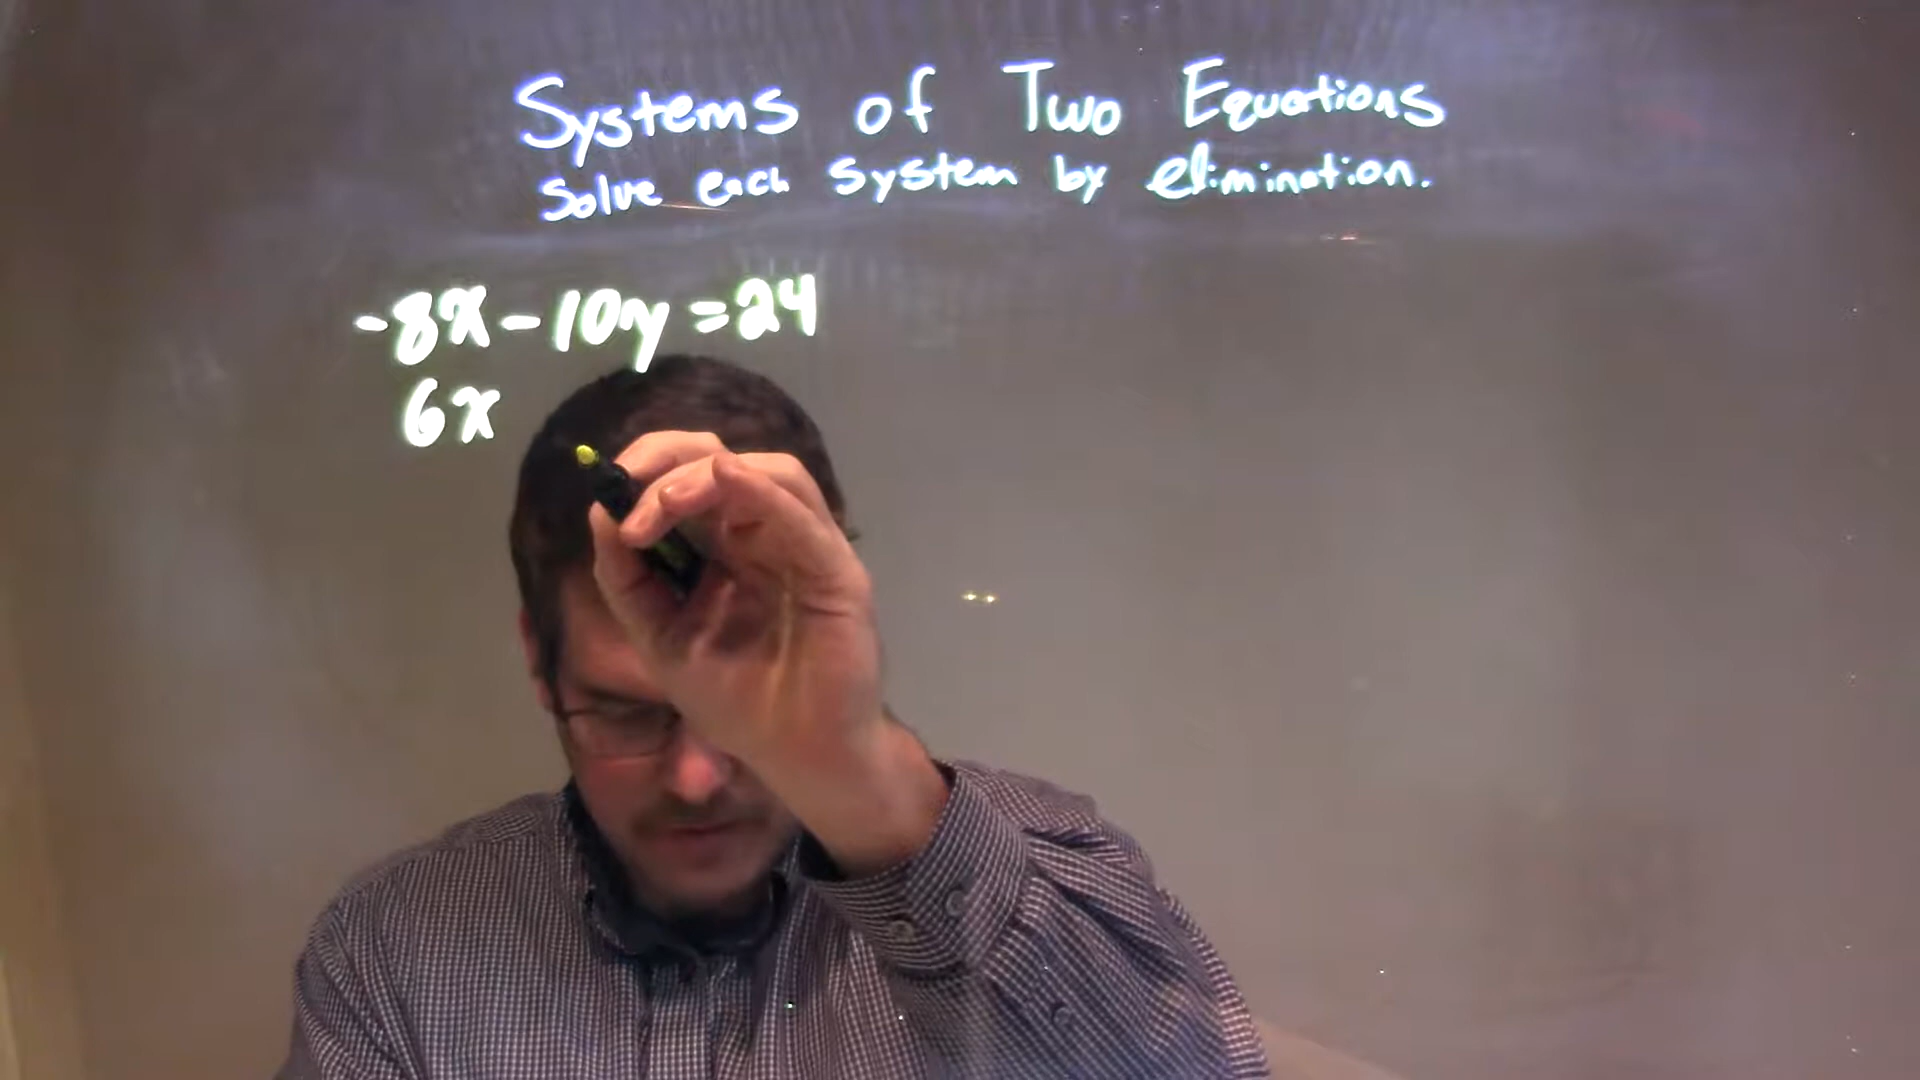 Systems of Two Equations
Solve each system by elimination.
-8x - 10y = 24
6x